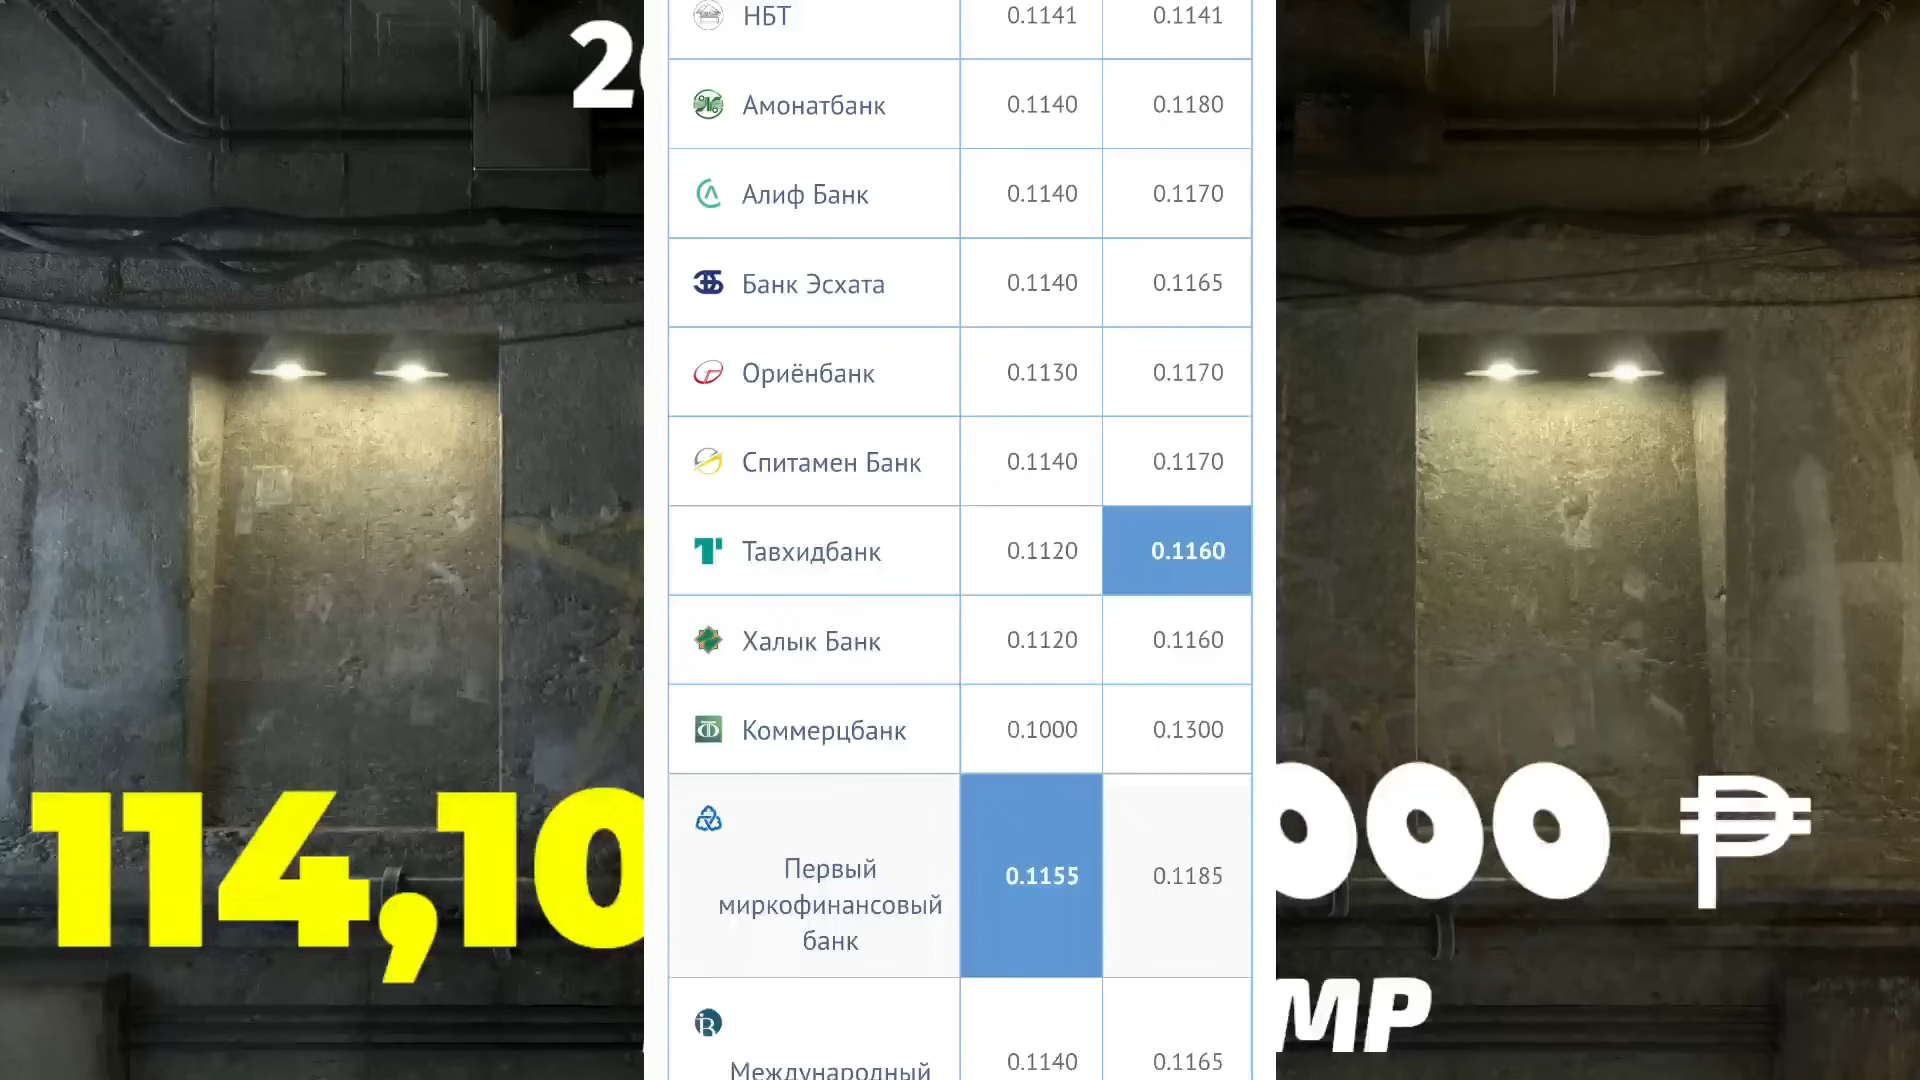 НБТ 0.1141 0.1141
Амонатбанк 0.1140 0.1180
Алиф Банк 0.1140 0.1170
Банк Эсхата 0.1140 0.1165
Ориёнбанк 0.1130 0.1170
Спитамен Банк 0.1140 0.1170
Тавхидбанк 0.1120 0.1160
Халык Банк 0.1120 0.1160
Коммерцбанк 0.1000 0.1300
Первый
миркофинансовый
банк
0.1155 0.1185
Международный 0.1140 0.1165
2
114,10
000 ₱
МР